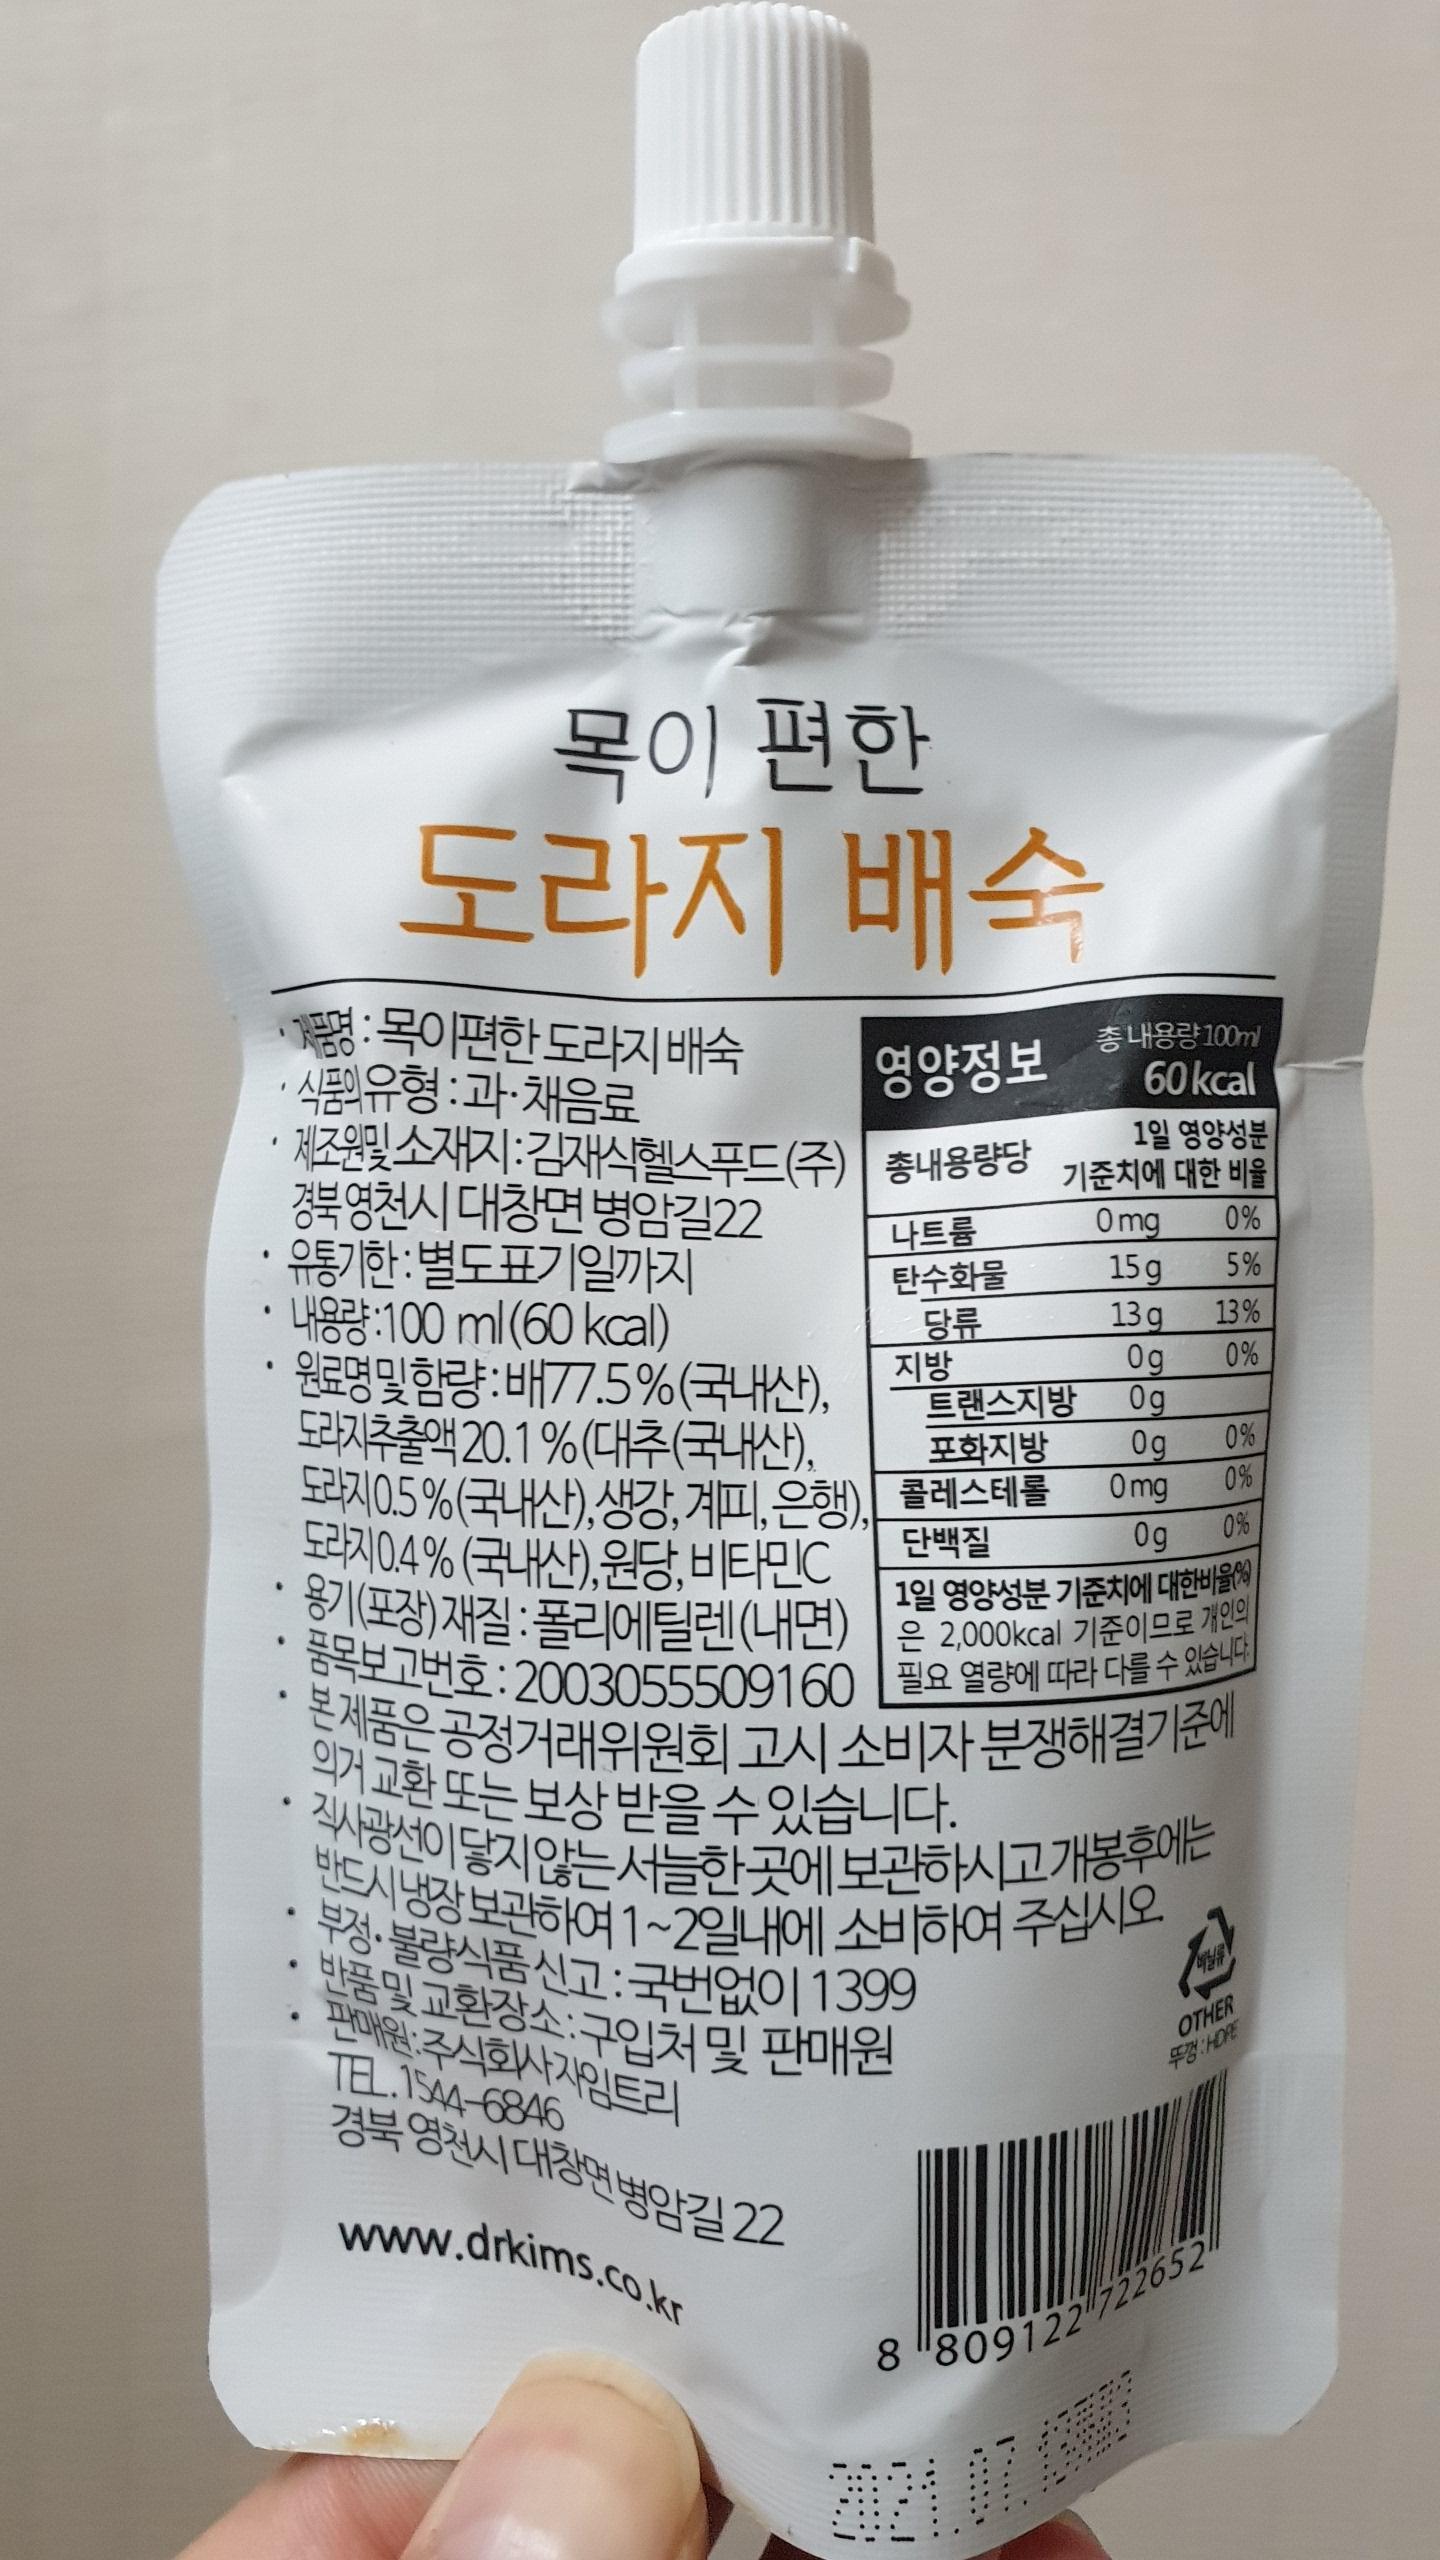 목이 편한
도라지 배숙
· 제품명 : 목이편한 도라지 배숙
· 식품의유형 : 과·채음료
· 제조원및 소재지 : 김재식헬스푸드(주)
경북 영천시 대창면 병암길22
· 유통기한 : 별도표기일까지
· 내용량 :100 ml(60 kcal)
· 원료명및함량 : 배77.5%(국내산),
도라지추출액20.1%(대추(국내산),
도라지0.5%(국내산),생강,계피,은행),
도라지0.4% (국내산),원당,비타민C
· 용기(포장) 재질 : 폴리에틸렌(내면)
· 품목보고번호 : 2003055509160
영양정보
총 내용량 100ml
60 kcal
총내용량당
1일 영양성분
기준치에 대한 비율
나트륨 0mg 0%
탄수화물 15g 5%
당류 13g 13%
지방 0g 0%
트랜스지방 0g
포화지방 0g 0%
콜레스테롤 0mg 0%
단백질 0g 0%
1일 영양성분 기준치에 대한비율(%)
은 2,000kcal 기준이므로 개인의
필요 열량에 따라 다를 수 있습니다.
· 본 제품은 공정거래위원회 고시 소비자 분쟁해결기준에
의거 교환 또는 보상 받을 수 있습니다.
· 직사광선이 닿지않는 서늘한 곳에 보관하시고 개봉후에는
반드시 냉장 보관하여 1~2일내에 소비하여 주십시오
· 부정·불량식품 신고 : 국번없이 1399
· 반품 및 교환장소 : 구입처 및 판매원
· 판매원 : 주식회사 자임트리
TEL. 1544-6846
경북 영천시 대창면 병암길 22
www.drkims.co.kr
비닐류
OTHER
뚜껑 : HDPE
8 809122 722652
2021.07.13